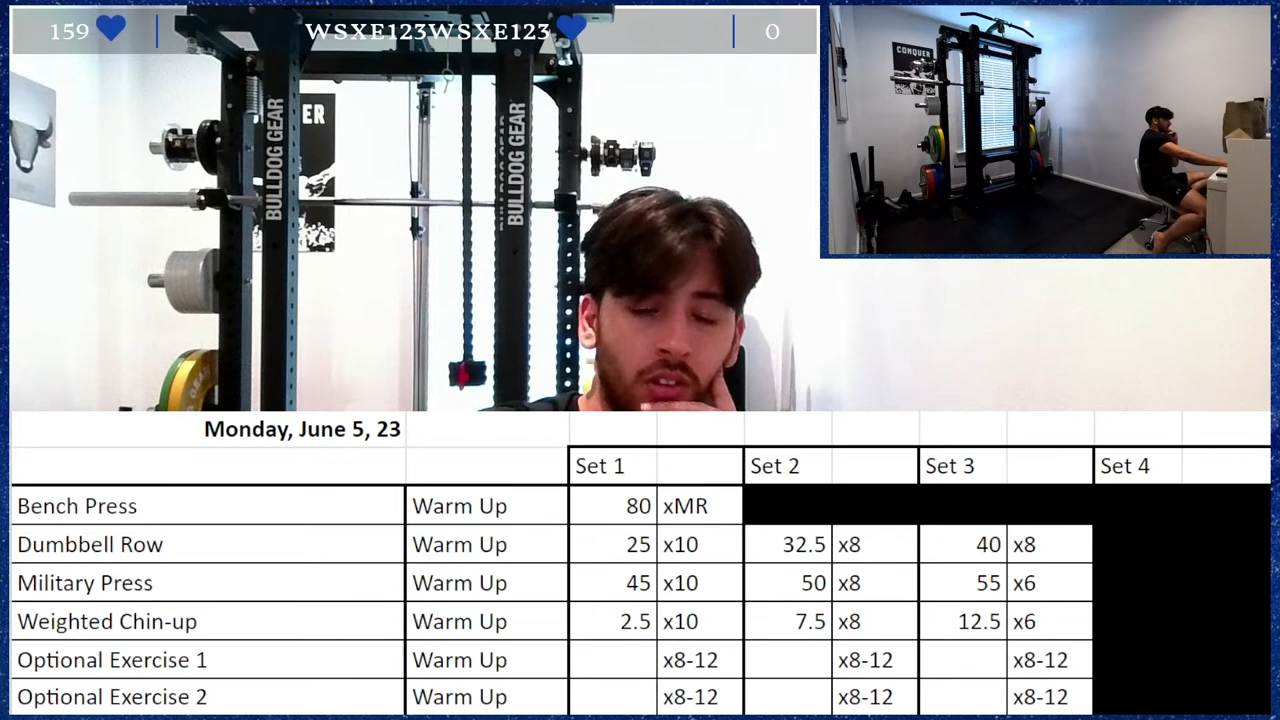 159 WSXE123WSXE123 0
CONQUER
BULLDOG GEAR
ER
BULLDOG GEAR
Monday, June 5, 23
Set 1 Set 2 Set 3 Set 4
Bench Press Warm Up 80 xMR
Dumbbell Row Warm Up 25 x10 32.5 x8 40 x8
Military Press Warm Up 45 x10 50 x8 55 x6
Weighted Chin-up Warm Up 2.5 x10 7.5 x8 12.5 x6
Optional Exercise 1 Warm Up x8-12 x8-12 x8-12
Optional Exercise 2 Warm Up x8-12 x8-12 x8-12